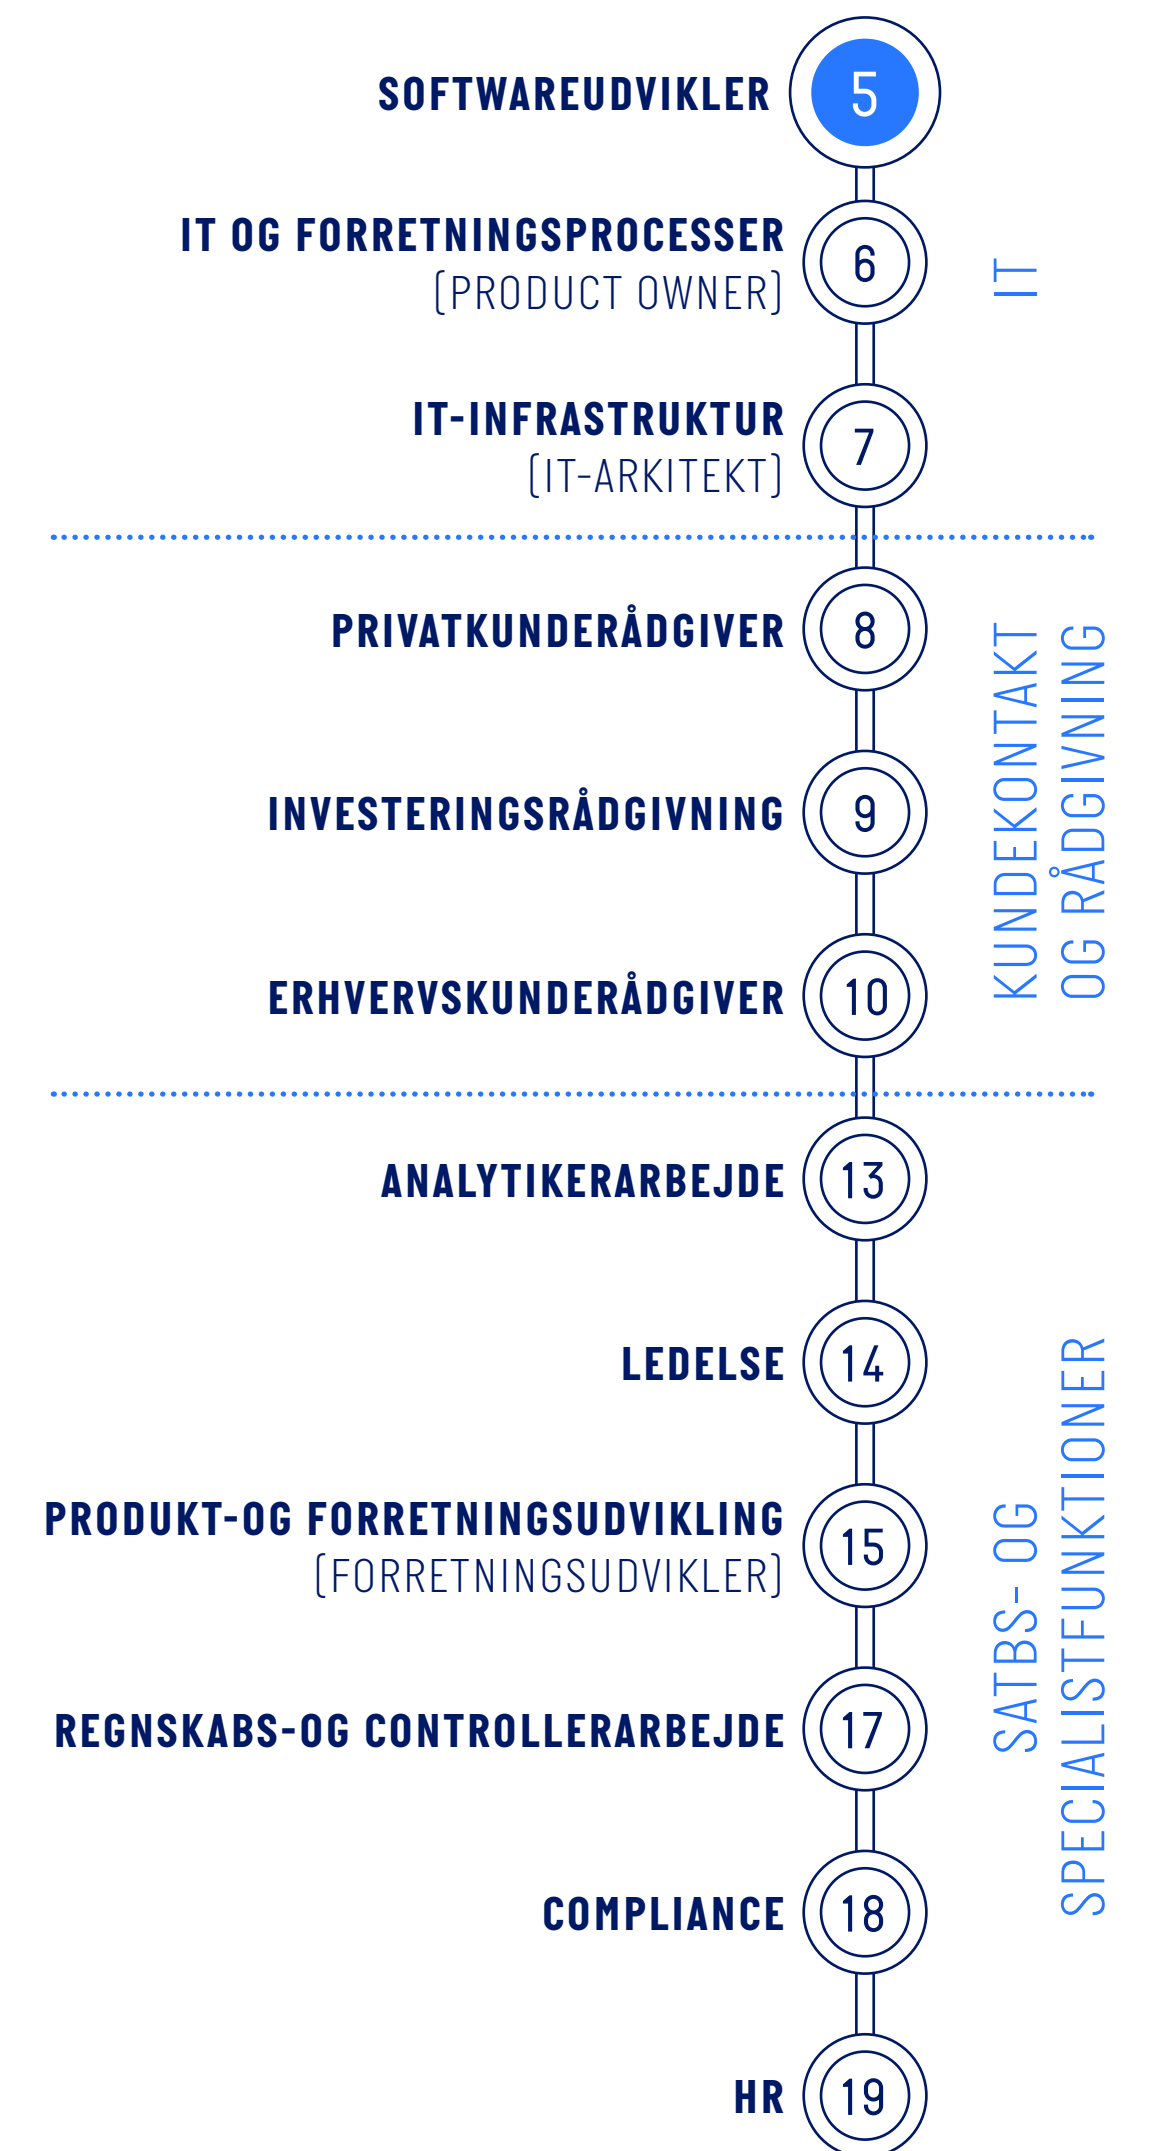 SOFTWAREUDVIKLER 5
IT OG FORRETNINGSPROCESSER
(PRODUCT OWNER) 6
IT-INFRASTRUKTUR
(IT-ARKITEKT) 7
IT
PRIVATKUNDERÅDGIVER 8
INVESTERINGSRÅDGIVNING 9
ERHVERVSKUNDERÅDGIVER 10
KUNDEKONTAKT
OG RÅDGIVNING
ANALYTIKERARBEJDE 13
LEDELSE 14
PRODUKT-OG FORRETNINGSUDVIKLING
(FORRETNINGSUDVIKLER) 15
REGNSKABS-OG CONTROLLERARBEJDE 17
COMPLIANCE 18
HR 19
SATBS- OG
SPECIALISTFUNKTIONER